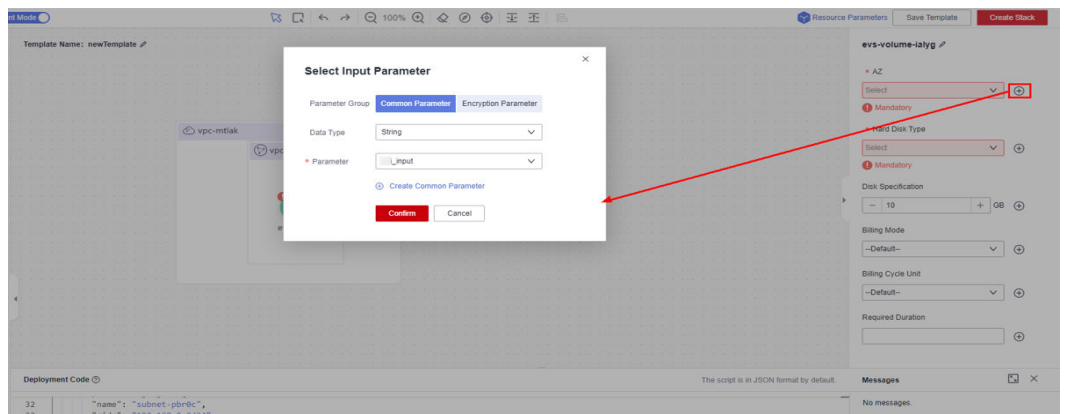 nt Mode
100%
Resource Parameters
Save Template
Create Stack
Template Name: newTemplate
evs-volume-ialyg
Select Input Parameter
* AZ
Select
Mandatory
Parameter Group
Common Parameter
Encryption Parameter
Data Type
String
vpc-mtiak
* Hard Disk Type
vpc
Select
* Parameter
_input
Mandatory
Create Common Parameter
Disk Specification
10
GB
Confirm
Cancel
Billing Mode
--Default--
Billing Cycle Unit
--Default--
Required Duration
Deployment Code
The script is in JSON format by default.
Messages
32 "name": "subnet-pbr0c",
No messages.